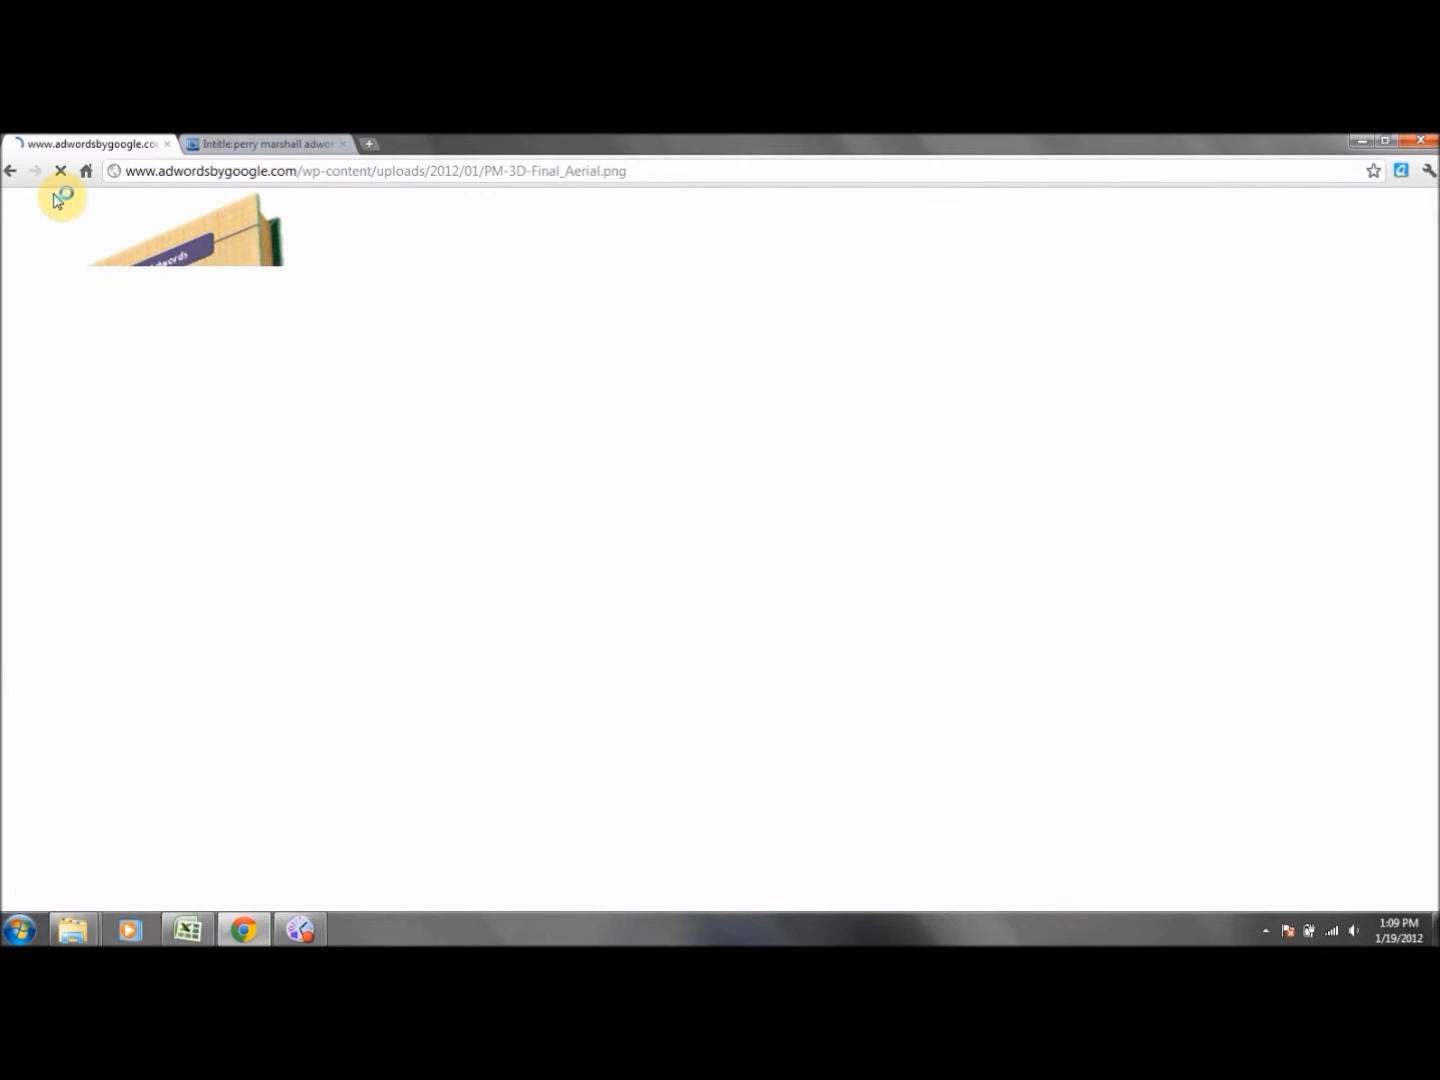 www.adwordsbygoogle.co
Intitle:perry marshall adwo
www.adwordsbygoogle.com/wp-content/uploads/2012/01/PM-3D-Final_Aerial.png
1:09 PM
1/19/2012